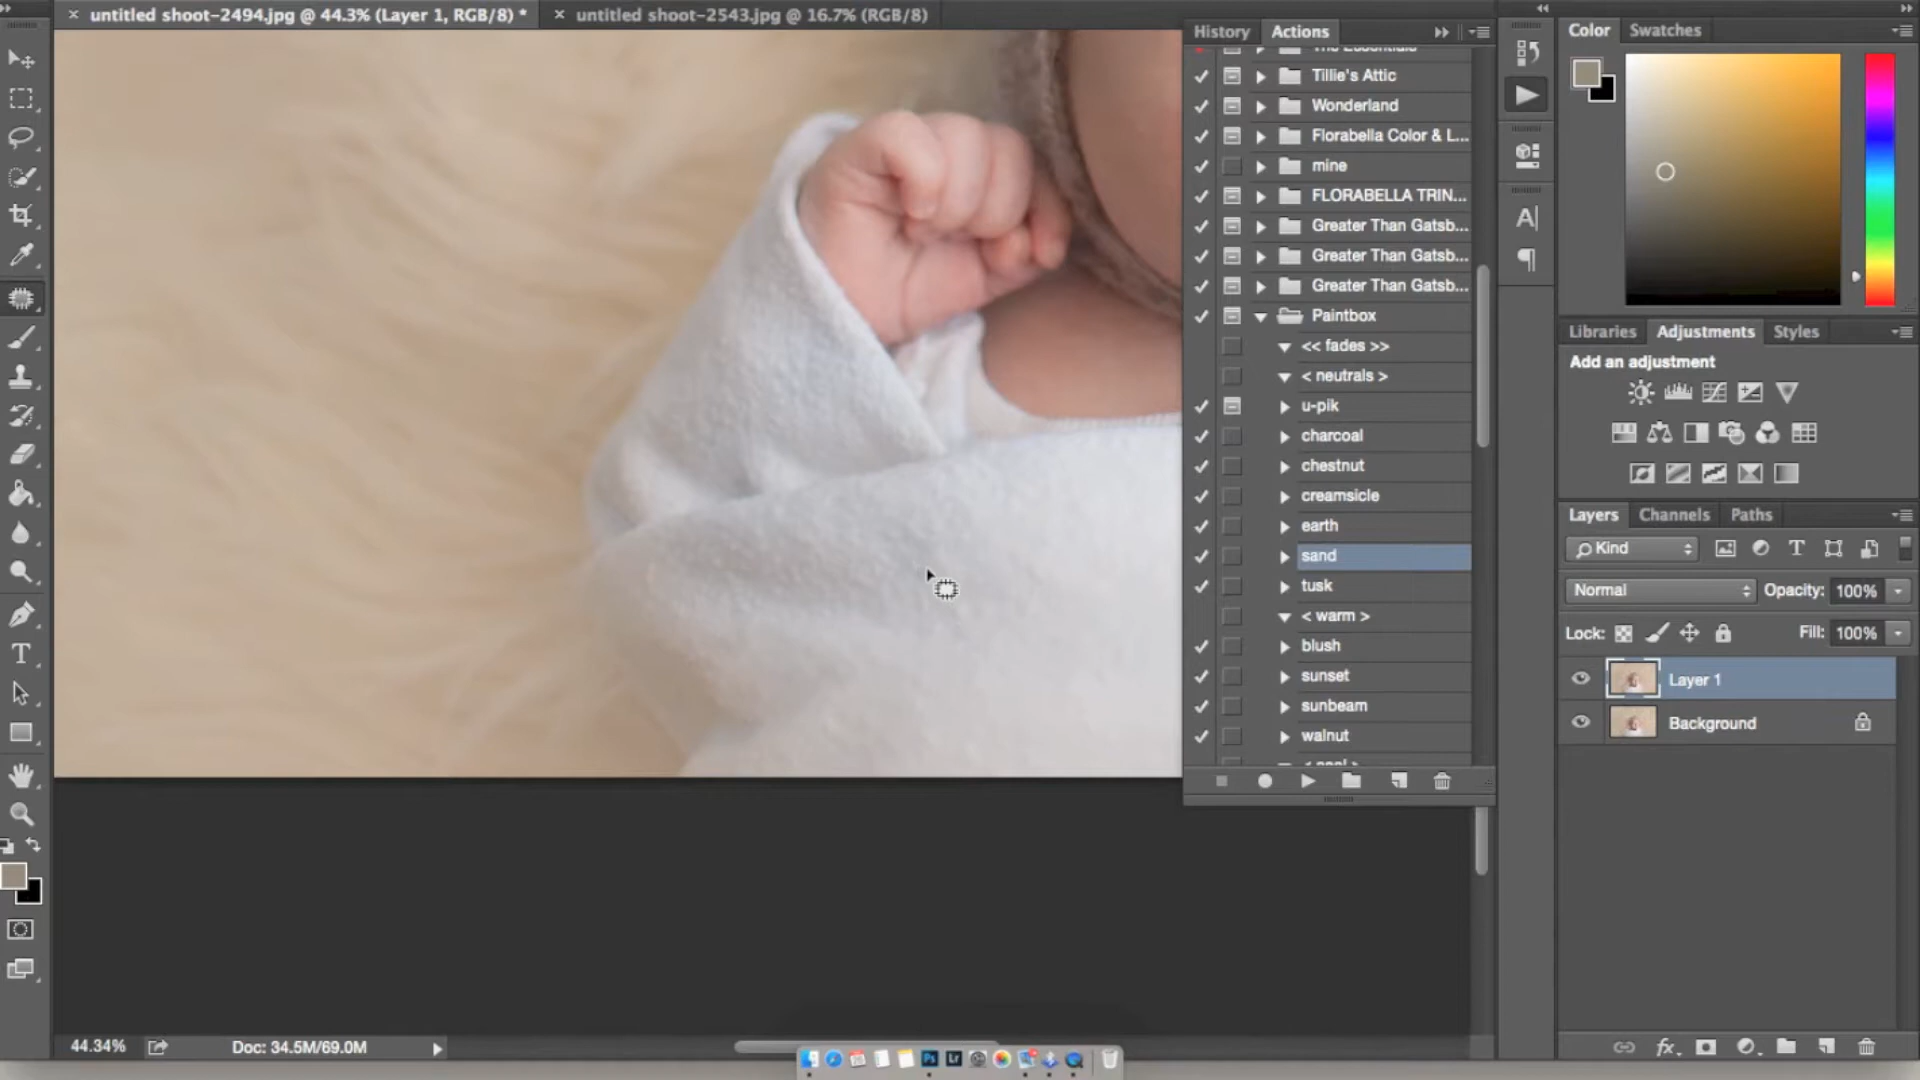 untitled shoot-2494.jpg @ 44.3% (Layer 1, RGB/8) *
untitled shoot-2543.jpg @ 16.7% (RGB/8)
History
Actions
The Essentials
Tillie's Attic
Wonderland
Florabella Color & L...
mine
FLORABELLA TRIN...
Greater Than Gatsb...
Greater Than Gatsb...
Greater Than Gatsb...
Paintbox
<< fades >>
< neutrals >
u-pik
charcoal
chestnut
creamsicle
earth
sand
tusk
< warm >
blush
sunset
sunbeam
walnut
Color
Swatches
Libraries
Adjustments
Styles
Add an adjustment
Layers
Channels
Paths
Kind
Normal
Opacity: 100%
Lock:
Fill: 100%
Layer 1
Background
44.34%
Doc: 34.5M/69.0M
Ps
Lr